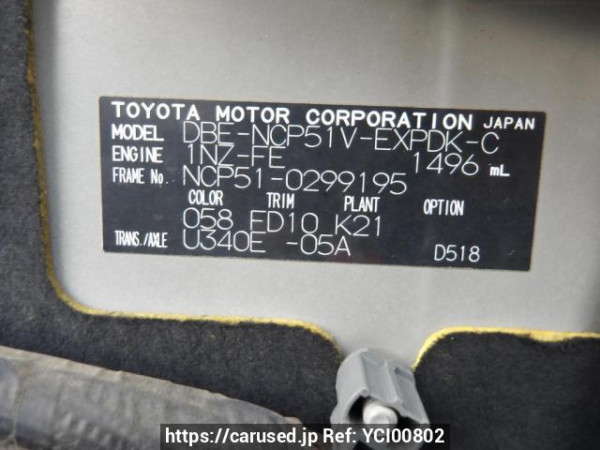 TOYOTA MOTOR CORPORATION JAPAN
MODEL DBE-NCP51V-EXPDK-C
ENGINE 1NZ-FE 1496 mL
FRAME No. NCP51-0299195
COLOR TRIM PLANT OPTION
058 FD10 K21
TRANS./AXLE U340E -05A D518
https://carused.jp Ref: YCI00802